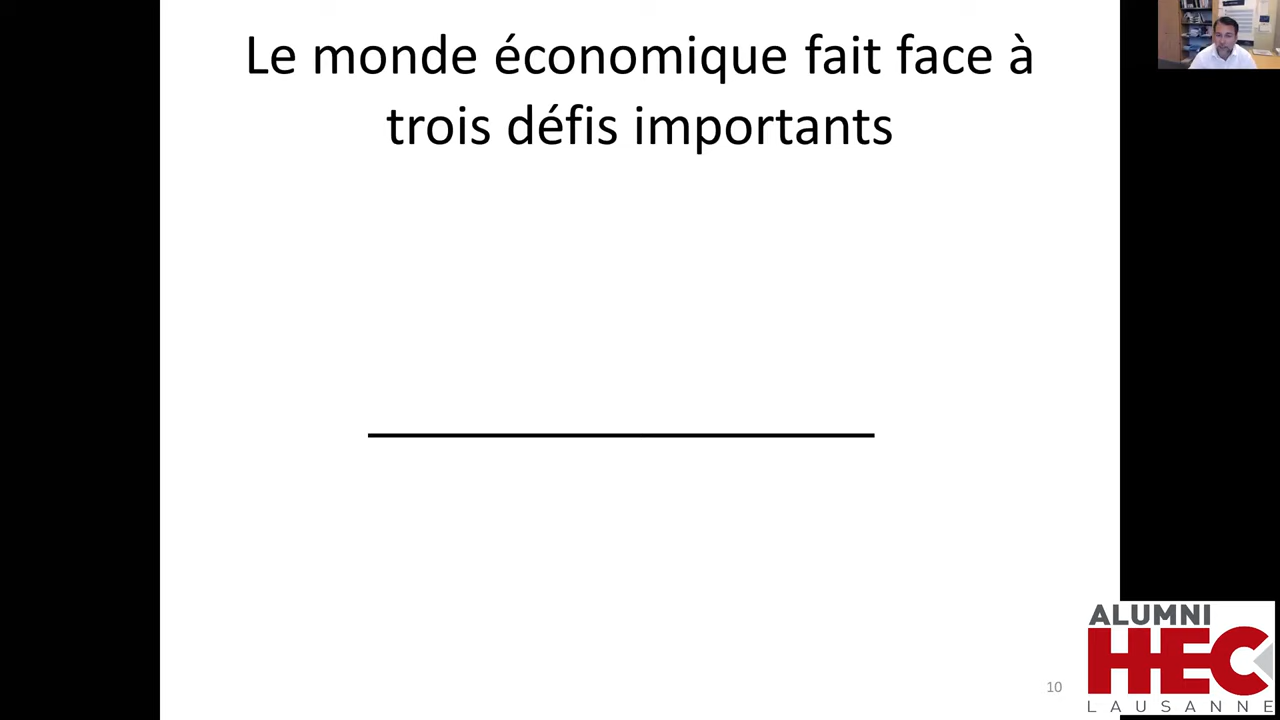 Le monde économique fait face à
trois défis importants
10
ALUMNI
HEC
LAUSANNE